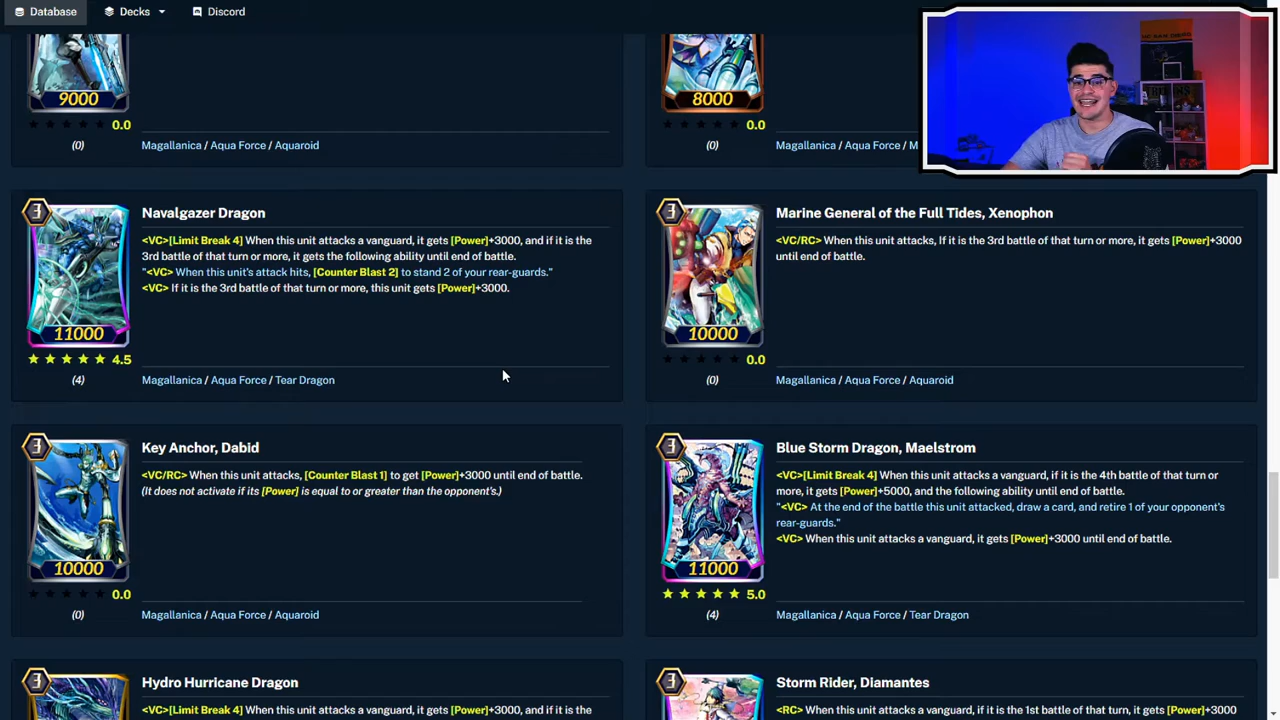 Database Decks Discord
9000
0.0
(0)
Magallanica / Aqua Force / Aquaroid
8000
0.0
(0)
Magallanica / Aqua Force /
3
11000
4.5
(4)
Navalgazer Dragon
<VC>[Limit Break 4] When this unit attacks a vanguard, it gets [Power]+3000, and if it is the
3rd battle of that turn or more, it gets the following ability until end of battle.
"<VC> When this unit's attack hits, [Counter Blast 2] to stand 2 of your rear-guards."
<VC> If it is the 3rd battle of that turn or more, this unit gets [Power]+3000.
Magallanica / Aqua Force / Tear Dragon
3
10000
0.0
(0)
Marine General of the Full Tides, Xenophon
<VC/RC> When this unit attacks, If it is the 3rd battle of that turn or more, it gets [Power]+3000
until end of battle.
Magallanica / Aqua Force / Aquaroid
3
10000
0.0
(0)
Key Anchor, Dabid
<VC/RC> When this unit attacks, [Counter Blast 1] to get [Power]+3000 until end of battle.
(It does not activate if its [Power] is equal to or greater than the opponent's.)
Magallanica / Aqua Force / Aquaroid
3
11000
5.0
(4)
Blue Storm Dragon, Maelstrom
<VC>[Limit Break 4] When this unit attacks a vanguard, if it is the 4th battle of that turn or
more, it gets [Power]+5000, and the following ability until end of battle.
"<VC> At the end of the battle this unit attacked, draw a card, and retire 1 of your opponent's
rear-guards."
<VC> When this unit attacks a vanguard, it gets [Power]+3000 until end of battle.
Magallanica / Aqua Force / Tear Dragon
3
Hydro Hurricane Dragon
<VC>[Limit Break 4] When this unit attacks a vanguard, it gets [Power]+3000, and if it is the
3
Storm Rider, Diamantes
<RC> When this unit attacks a vanguard, if it is the 1st battle of that turn, it gets [Power]+3000